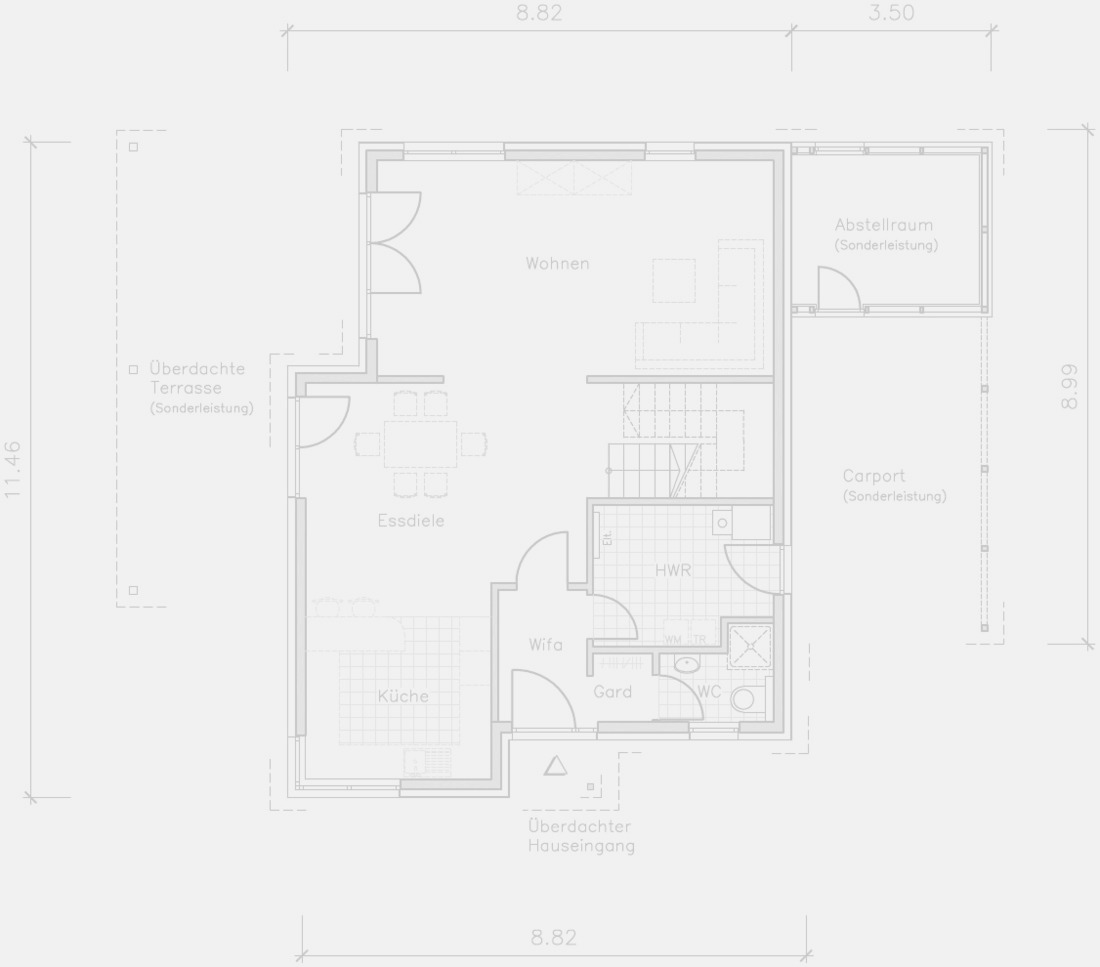 8.82
3.50
Abstellraum
(Sonderleistung)
Wohnen
Überdachte
Terrasse
(Sonderleistung)
8.99
11.46
Carport
(Sonderleistung)
Essdiele
Elt.
HWR
WM
TR
Wifa
Gard
WC
Küche
Überdachter
Hauseingang
8.82